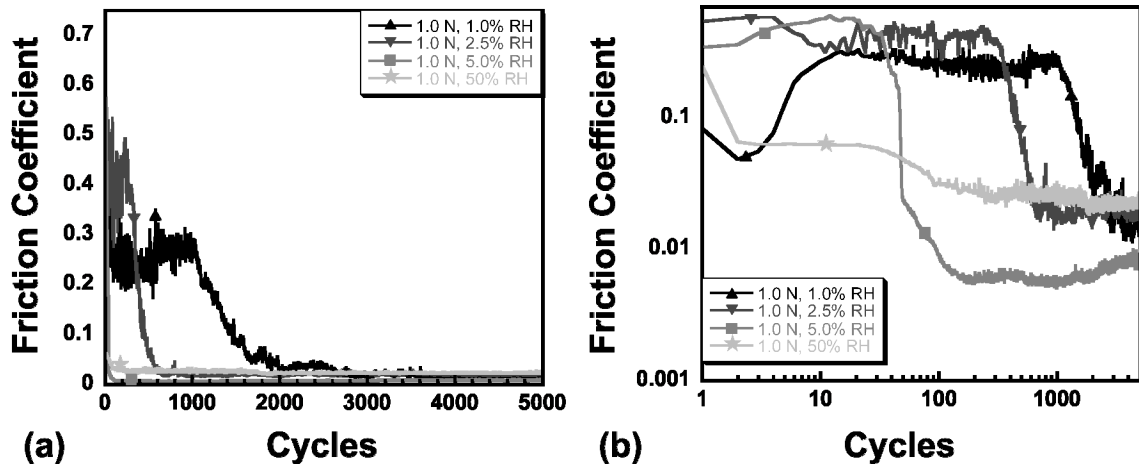 0.7
0.6
0.5
0.4
0.3
0.2
0.1
0
Friction Coefficient
1.0 N, 1.0% RH
1.0 N, 2.5% RH
1.0 N, 5.0% RH
1.0 N, 50% RH
0 1000 2000 3000 4000 5000
(a) Cycles
0.1
0.01
0.001
Friction Coefficient
1.0 N, 1.0% RH
1.0 N, 2.5% RH
1.0 N, 5.0% RH
1.0 N, 50% RH
1 10 100 1000
(b) Cycles